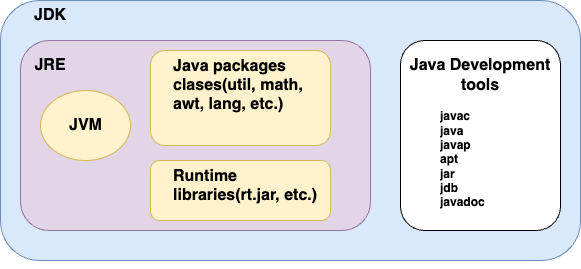 JDK
JRE
JVM
Java packages
clases(util, math,
awt, lang, etc.)
Runtime
libraries(rt.jar, etc.)
Java Development
tools
javac
java
javap
apt
jar
jdb
javadoc